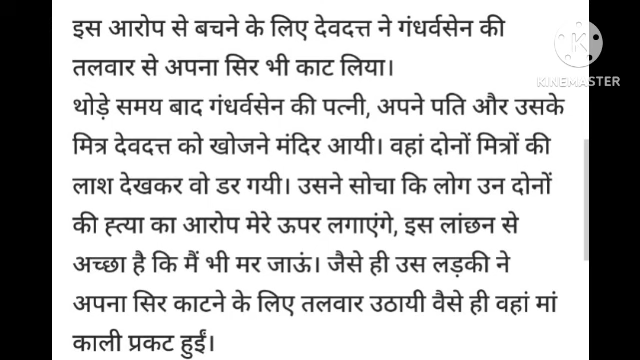 इस आरोप से बचने के लिए देवदत्त ने गंधर्वसेन की
तलवार से अपना सिर भी काट लिया।
थोड़े समय बाद गंधर्वसेन की पत्नी, अपने पति और उसके
मित्र देवदत्त को खोजने मंदिर आयी। वहां दोनों मित्रों की
लाश देखकर वो डर गयी। उसने सोचा कि लोग उन दोनों
की ह्त्या का आरोप मेरे ऊपर लगाएंगे, इस लांछन से
अच्छा है कि मैं भी मर जाऊं। जैसे ही उस लड़की ने
अपना सिर काटने के लिए तलवार उठायी वैसे ही वहां मां
काली प्रकट हुईं।
KINEMASTER